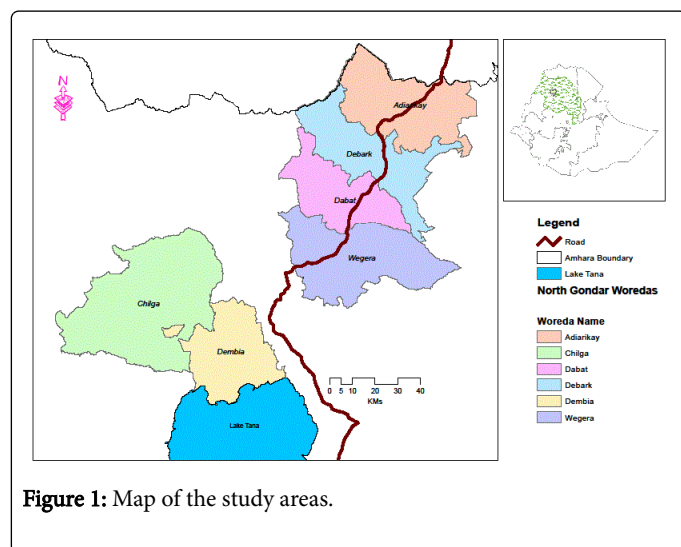 N
Adiarkay
Debark
Dabat
Wegera
Chilga
Dembia
Lake Tana
0 5 10 20 30 40
KMs
Legend
Road
Amhara Boundary
Lake Tana
North Gondar Woredas
Woreda Name
Adiarikay
Chilga
Dabat
Debark
Dembia
Wegera
Figure 1: Map of the study areas.